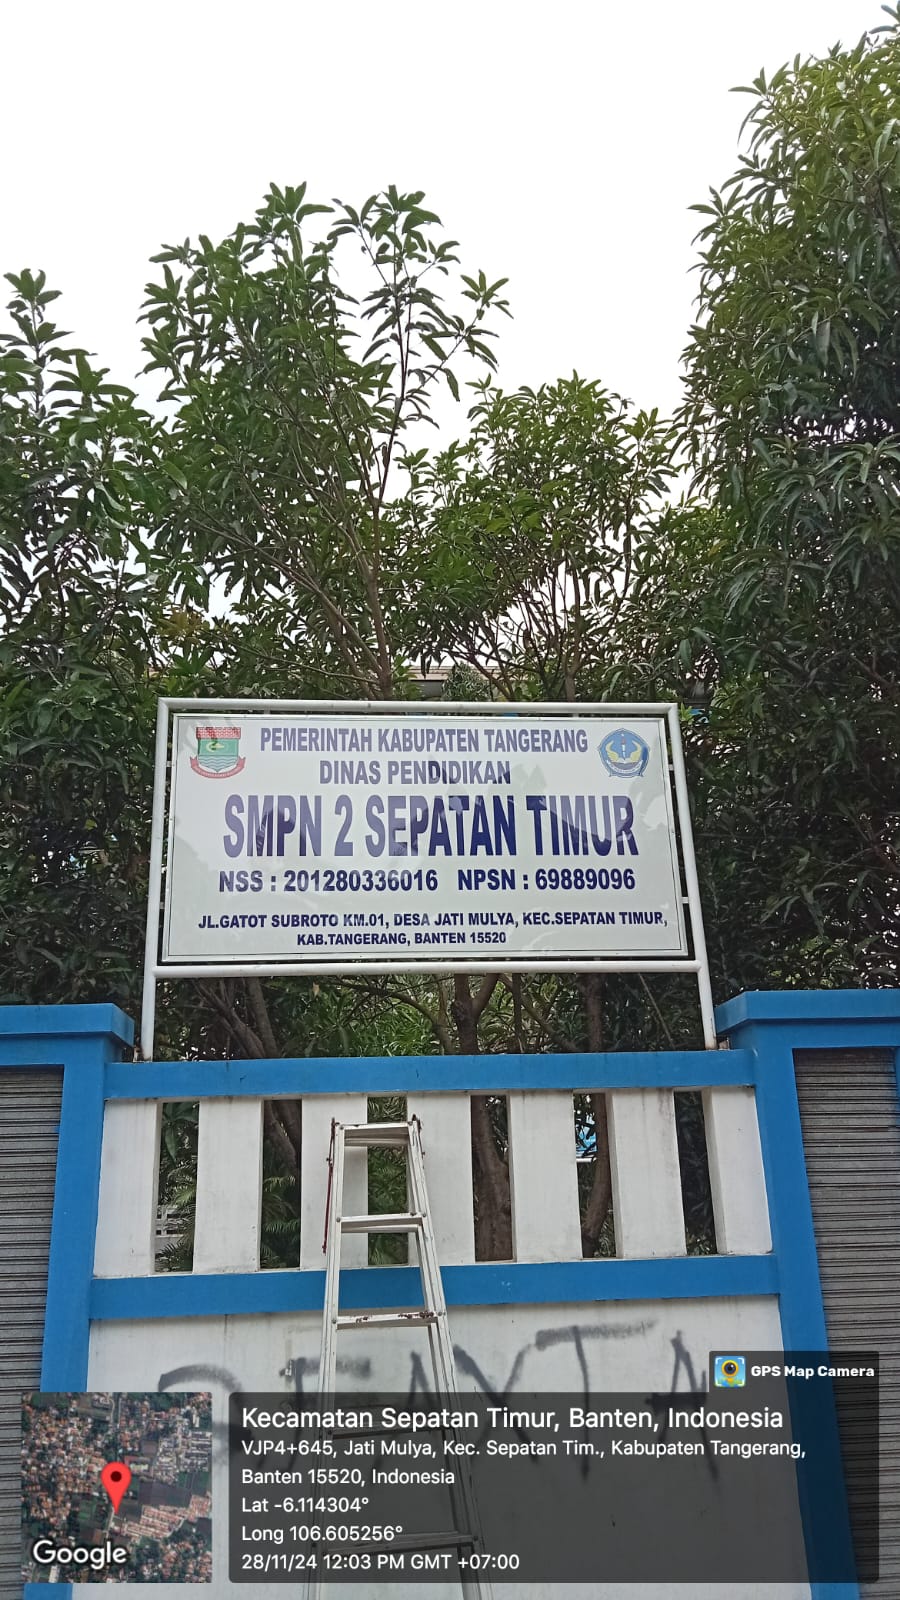 PEMERINTAH KABUPATEN TANGERANG
DINAS PENDIDIKAN
SMPN 2 SEPATAN TIMUR
NSS : 201280336016 NPSN : 69889096
JL.GATOT SUBROTO KM.01, DESA JATI MULYA, KEC.SEPATAN TIMUR,
KAB.TANGERANG, BANTEN 15520
GPS Map Camera
Kecamatan Sepatan Timur, Banten, Indonesia
VJP4+645, Jati Mulya, Kec. Sepatan Tim., Kabupaten Tangerang,
Banten 15520, Indonesia
Lat -6.114304°
Long 106.605256°
28/11/24 12:03 PM GMT +07:00
Google